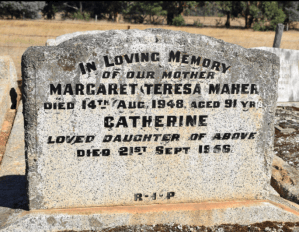 IN LOVING MEMORY
OF OUR MOTHER
MARGARET TERESA MAHER
DIED 14TH AUG. 1948, AGED 91 YRS
CATHERINE
LOVED DAUGHTER OF ABOVE
DIED 21ST SEPT 1956.
R-I-P